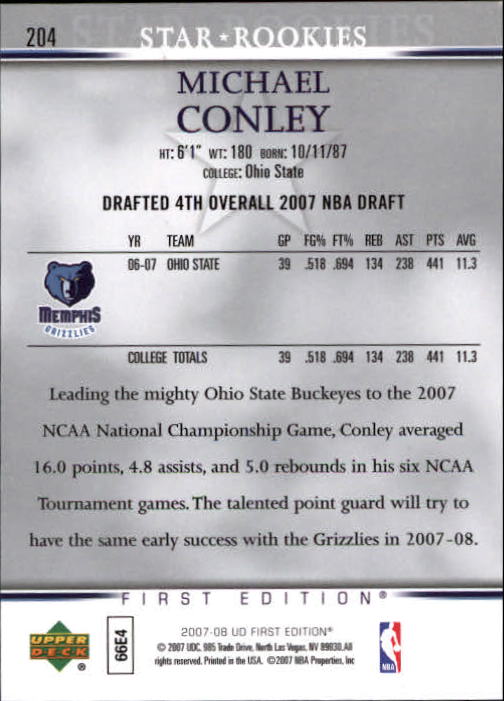 204 STAR★ROOKIES
MICHAEL
CONLEY
HT: 6'1" WT: 180 BORN: 10/11/87
COLLEGE: Ohio State
DRAFTED 4TH OVERALL 2007 NBA DRAFT
YR TEAM GP FG% FT% REB AST PTS AVG
06-07 OHIO STATE 39 .518 .694 134 238 441 11.3
MEMPHIS
GRIZZLIES
COLLEGE TOTALS 39 .518 .694 134 238 441 11.3
Leading the mighty Ohio State Buckeyes to the 2007
NCAA National Championship Game, Conley averaged
16.0 points, 4.8 assists, and 5.0 rebounds in his six NCAA
Tournament games. The talented point guard will try to
have the same early success with the Grizzlies in 2007-08.
FIRST EDITION®
UPPER
DECK
®
66E4
2007-08 UD FIRST EDITION®
© 2007 UDC. 985 Trade Drive, North Las Vegas, NV 89030. All
rights reserved. Printed in the USA. ©2007 NBA Properties, Inc
NBA